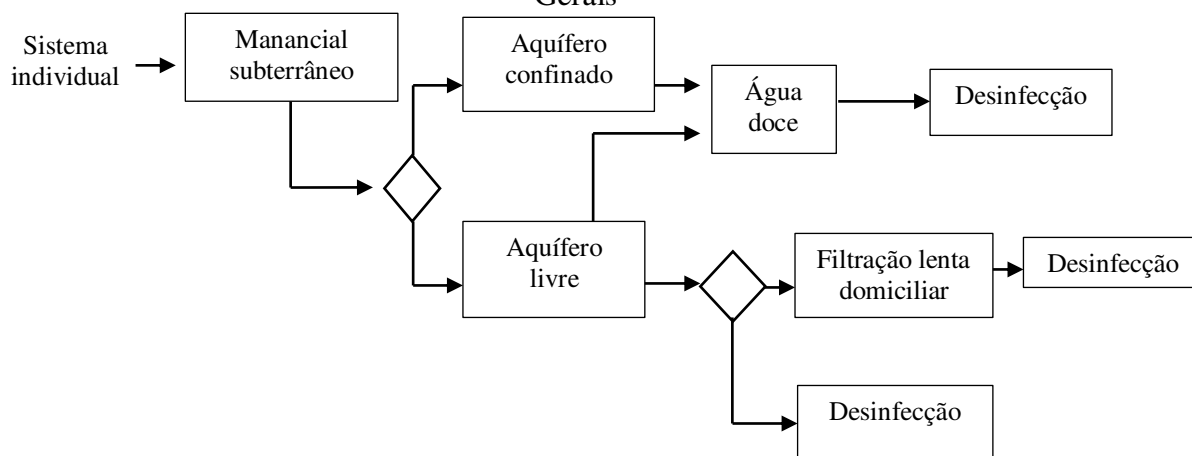 Gerais
Sistema
individual
Manancial
subterrâneo
Aquífero
confinado
Água
doce
Desinfecção
Aquífero
livre
Filtração lenta
domiciliar
Desinfecção
Desinfecção